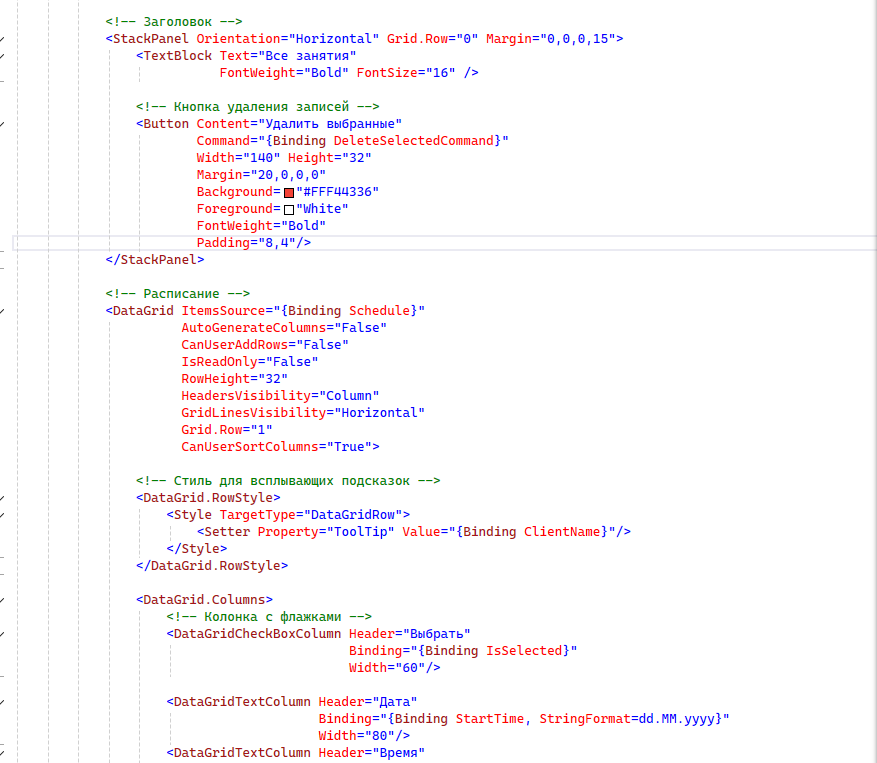 <!-- Заголовок -->
<StackPanel Orientation="Horizontal" Grid.Row="0" Margin="0,0,0,15">
<TextBlock Text="Все занятия"
FontWeight="Bold" FontSize="16" />
<!-- Кнопка удаления записей -->
<Button Content="Удалить выбранные"
Command="{Binding DeleteSelectedCommand}"
Width="140" Height="32"
Margin="20,0,0,0"
Background="#FFF44336"
Foreground="White"
FontWeight="Bold"
Padding="8,4"/>
</StackPanel>
<!-- Расписание -->
<DataGrid ItemsSource="{Binding Schedule}"
AutoGenerateColumns="False"
CanUserAddRows="False"
IsReadOnly="False"
RowHeight="32"
HeadersVisibility="Column"
GridLinesVisibility="Horizontal"
Grid.Row="1"
CanUserSortColumns="True">
<!-- Стиль для всплывающих подсказок -->
<DataGrid.RowStyle>
<Style TargetType="DataGridRow">
<Setter Property="ToolTip" Value="{Binding ClientName}"/>
</Style>
</DataGrid.RowStyle>
<DataGrid.Columns>
<!-- Колонка с флажками -->
<DataGridCheckBoxColumn Header="Выбрать"
Binding="{Binding IsSelected}"
Width="60"/>
<DataGridTextColumn Header="Дата"
Binding="{Binding StartTime, StringFormat=dd.MM.yyyy}"
Width="80"/>
<DataGridTextColumn Header="Время"